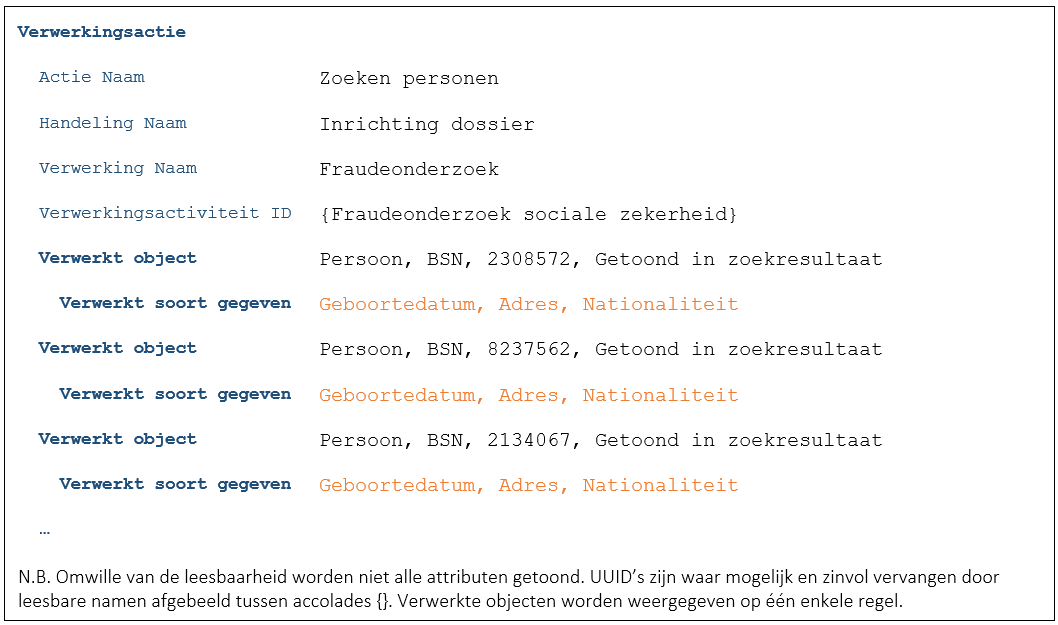 Verwerkingsactie
Actie Naam Zoeken personen
Handeling Naam Inrichting dossier
Verwerking Naam Fraudeonderzoek
Verwerkingsactiviteit ID {Fraudeonderzoek sociale zekerheid}
Verwerkt object Persoon, BSN, 2308572, Getoond in zoekresultaat
Verwerkt soort gegeven Geboortedatum, Adres, Nationaliteit
Verwerkt object Persoon, BSN, 8237562, Getoond in zoekresultaat
Verwerkt soort gegeven Geboortedatum, Adres, Nationaliteit
Verwerkt object Persoon, BSN, 2134067, Getoond in zoekresultaat
Verwerkt soort gegeven Geboortedatum, Adres, Nationaliteit
…
N.B. Omwille van de leesbaarheid worden niet alle attributen getoond. UUID’s zijn waar mogelijk en zinvol vervangen door
leesbare namen afgebeeld tussen accolades {}. Verwerkte objecten worden weergegeven op één enkele regel.